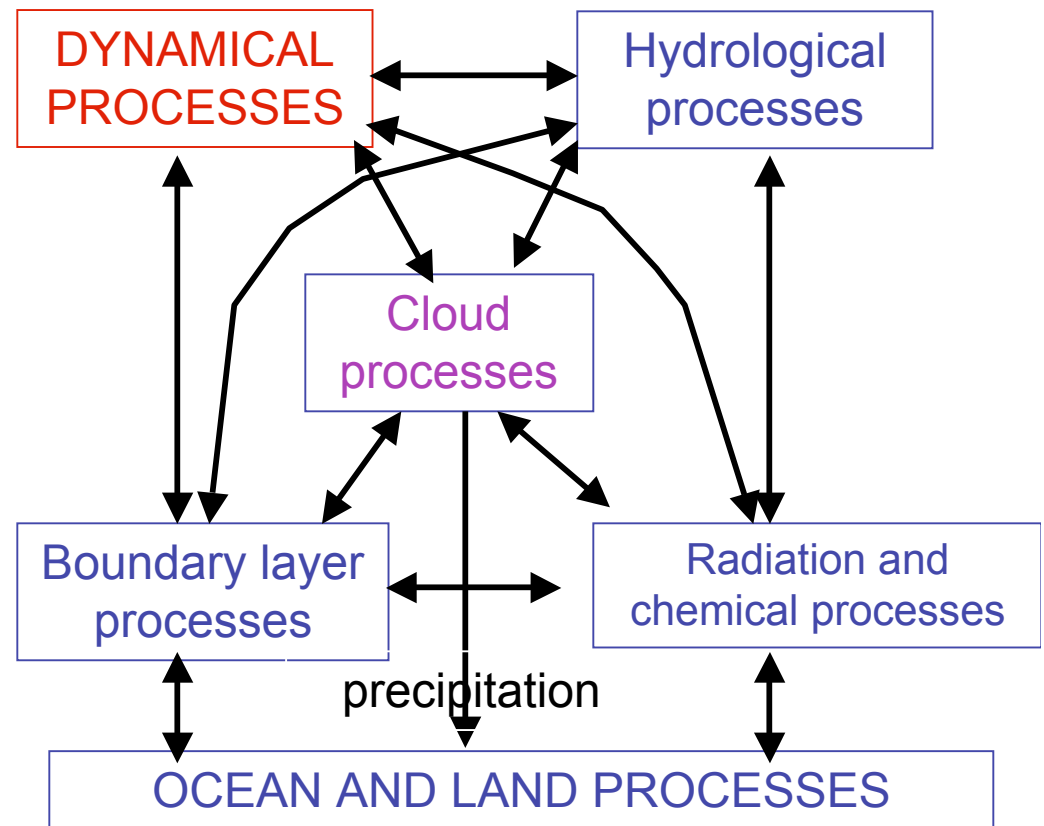 DYNAMICAL
PROCESSES
Hydrological
processes
Cloud
processes
Boundary layer
processes
Radiation and
chemical processes
precipitation
OCEAN AND LAND PROCESSES